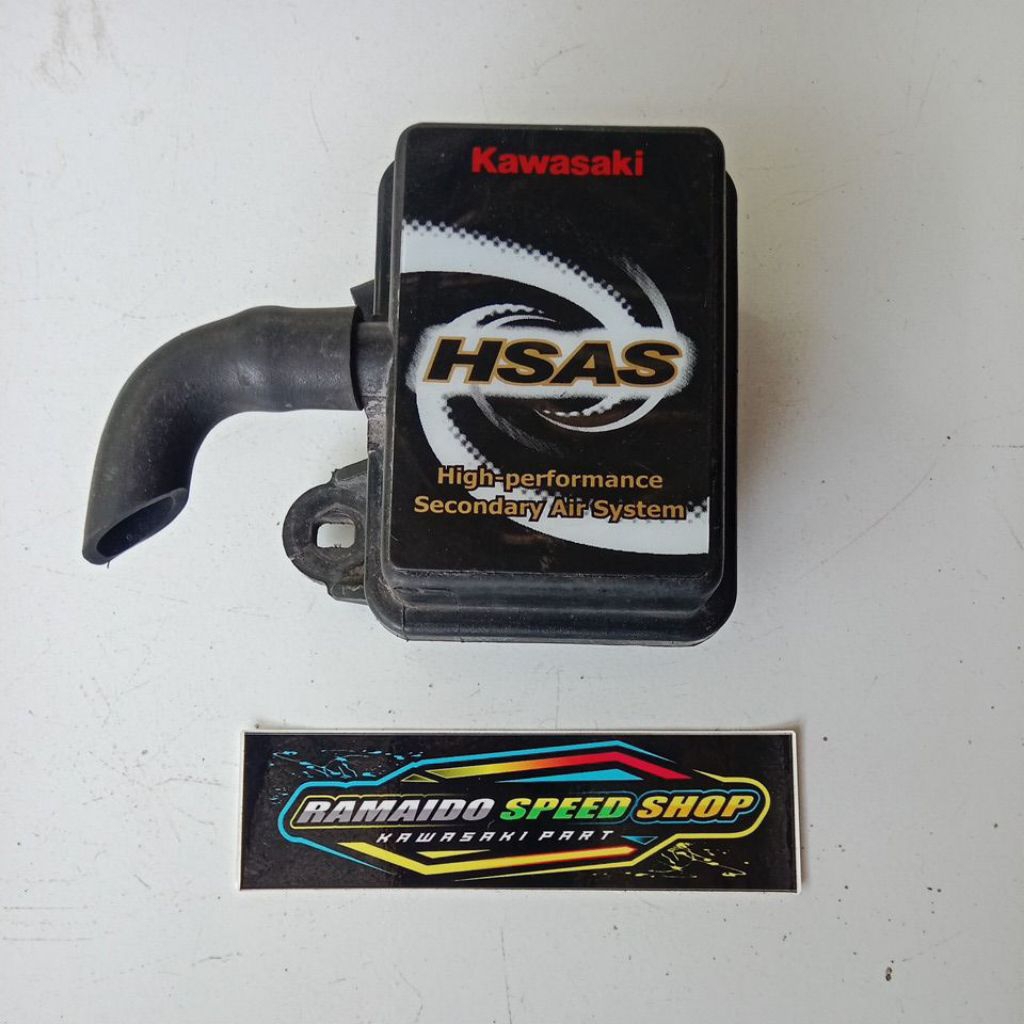 Kawasaki
HSAS
High-performance
Secondary Air System
RAMAIDO SPEED SHOP
KAWASAKI PART